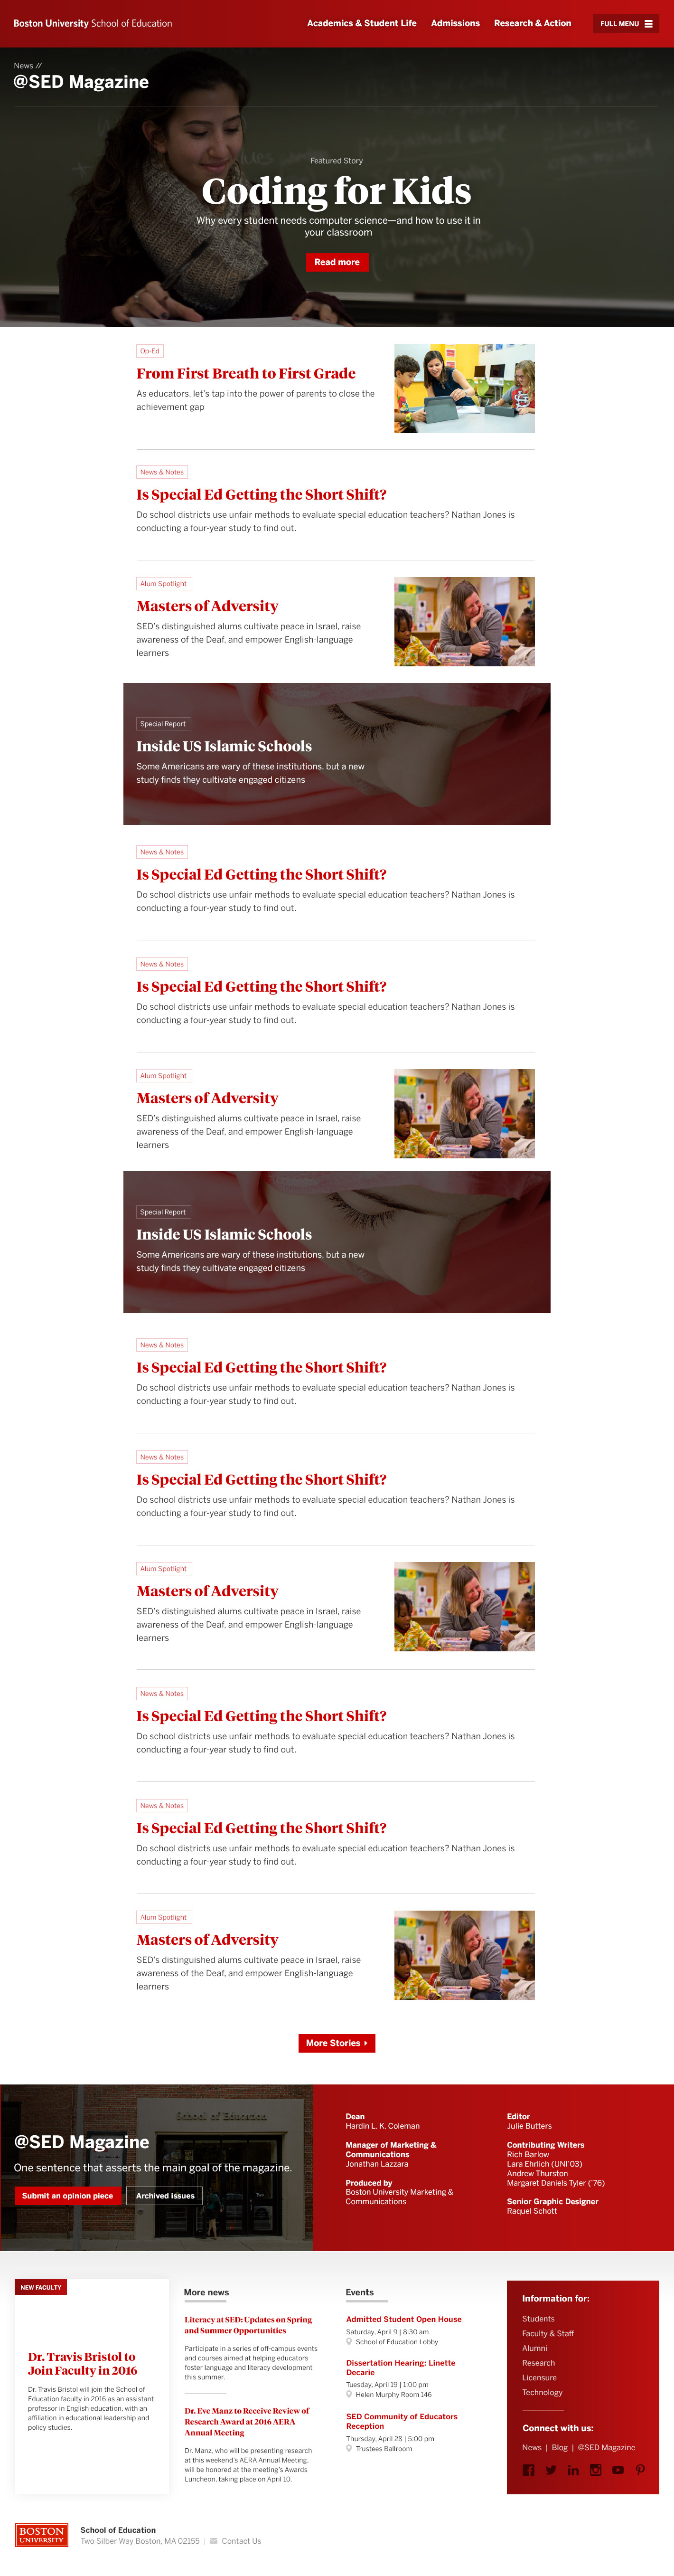 Boston University School of Education
Academics & Student Life
Admissions
Research & Action
FULL MENU
News //
@SED Magazine
Featured Story
Coding for Kids
Why every student needs computer science—and how to use it in
your classroom
Read more
Op-Ed
From First Breath to First Grade
As educators, let's tap into the power of parents to close the
achievement gap
News & Notes
Is Special Ed Getting the Short Shift?
Do school districts use unfair methods to evaluate special education teachers? Nathan Jones is
conducting a four-year study to find out.
Alum Spotlight
Masters of Adversity
SED's distinguished alums cultivate peace in Israel, raise
awareness of the Deaf, and empower English-language
learners
Special Report
Inside US Islamic Schools
Some Americans are wary of these institutions, but a new
study finds they cultivate engaged citizens
News & Notes
Is Special Ed Getting the Short Shift?
Do school districts use unfair methods to evaluate special education teachers? Nathan Jones is
conducting a four-year study to find out.
News & Notes
Is Special Ed Getting the Short Shift?
Do school districts use unfair methods to evaluate special education teachers? Nathan Jones is
conducting a four-year study to find out.
Alum Spotlight
Masters of Adversity
SED's distinguished alums cultivate peace in Israel, raise
awareness of the Deaf, and empower English-language
learners
Special Report
Inside US Islamic Schools
Some Americans are wary of these institutions, but a new
study finds they cultivate engaged citizens
News & Notes
Is Special Ed Getting the Short Shift?
Do school districts use unfair methods to evaluate special education teachers? Nathan Jones is
conducting a four-year study to find out.
News & Notes
Is Special Ed Getting the Short Shift?
Do school districts use unfair methods to evaluate special education teachers? Nathan Jones is
conducting a four-year study to find out.
Alum Spotlight
Masters of Adversity
SED's distinguished alums cultivate peace in Israel, raise
awareness of the Deaf, and empower English-language
learners
News & Notes
Is Special Ed Getting the Short Shift?
Do school districts use unfair methods to evaluate special education teachers? Nathan Jones is
conducting a four-year study to find out.
News & Notes
Is Special Ed Getting the Short Shift?
Do school districts use unfair methods to evaluate special education teachers? Nathan Jones is
conducting a four-year study to find out.
Alum Spotlight
Masters of Adversity
SED's distinguished alums cultivate peace in Israel, raise
awareness of the Deaf, and empower English-language
learners
More Stories
School of Education
@SED Magazine
One sentence that asserts the main goal of the magazine.
Submit an opinion piece
Archived issues
Dean
Hardin L. K. Coleman
Manager of Marketing &
Communications
Jonathan Lazzara
Produced by
Boston University Marketing &
Communications
Editor
Julie Butters
Contributing Writers
Rich Barlow
Lara Ehrlich (UNI'03)
Andrew Thurston
Margaret Daniels Tyler ('76)
Senior Graphic Designer
Raquel Schott
NEW FACULTY
Dr. Travis Bristol to
Join Faculty in 2016
Dr. Travis Bristol will join the School of
Education faculty in 2016 as an assistant
professor in English education, with an
affiliation in educational leadership and
policy studies.
More news
Literacy at SED: Updates on Spring
and Summer Opportunities
Participate in a series of off-campus events
and courses aimed at helping educators
foster language and literacy development
this summer.
Dr. Eve Manz to Receive Review of
Research Award at 2016 AERA
Annual Meeting
Dr. Manz, who will be presenting research
at this weekend's AERA Annual Meeting,
will be honored at the meeting's Awards
Luncheon, taking place on April 10.
Events
Admitted Student Open House
Saturday, April 9 | 8:30 am
School of Education Lobby
Dissertation Hearing: Linette
Decarie
Tuesday, April 19 | 1:00 pm
Helen Murphy Room 146
SED Community of Educators
Reception
Thursday, April 28 | 5:00 pm
Trustees Ballroom
Information for:
Students
Faculty & Staff
Alumni
Research
Licensure
Technology
Connect with us:
News | Blog | @SED Magazine
BOSTON
UNIVERSITY
School of Education
Two Silber Way Boston, MA 02155 | Contact Us